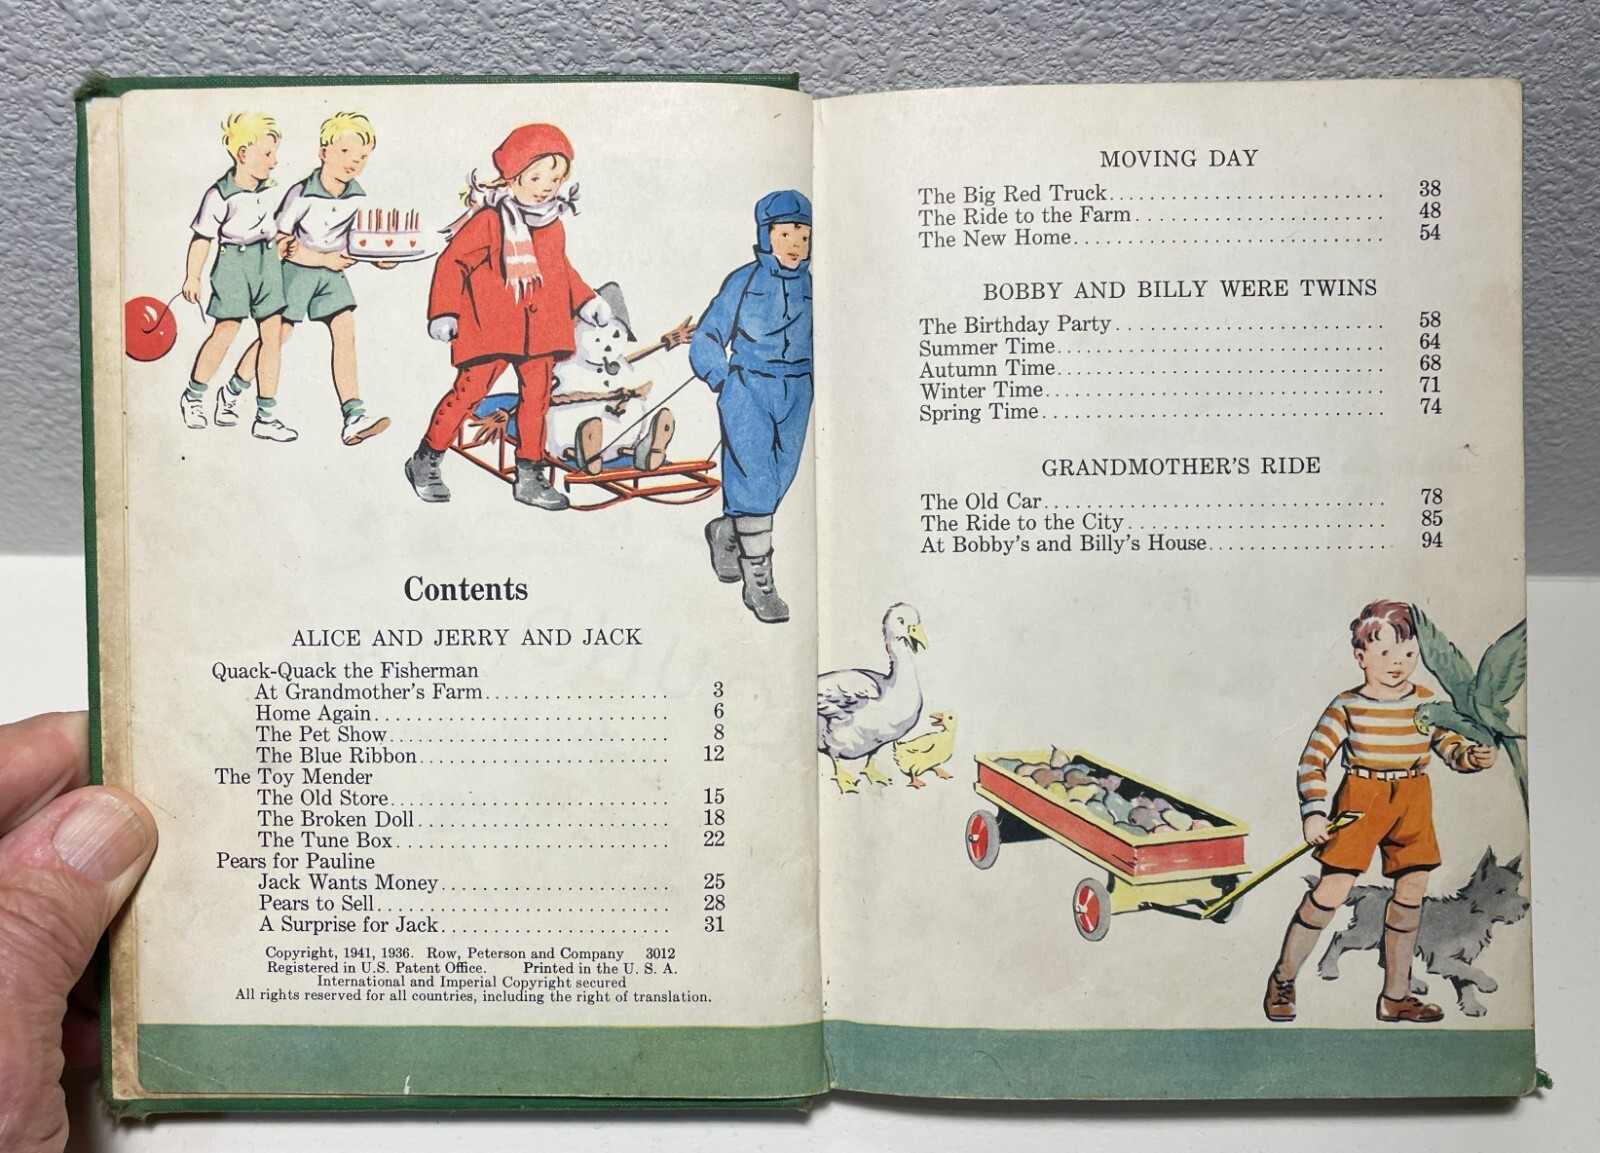 Contents
ALICE AND JERRY AND JACK
Quack-Quack the Fisherman
At Grandmother's Farm........................ 3
Home Again................................ 6
The Pet Show.............................. 8
The Blue Ribbon............................ 12
The Toy Mender
The Old Store.............................. 15
The Broken Doll............................ 18
The Tune Box.............................. 22
Pears for Pauline
Jack Wants Money.......................... 25
Pears to Sell................................ 28
A Surprise for Jack.......................... 31
Copyright, 1941, 1936. Row, Peterson and Company 3012
Registered in U.S. Patent Office. Printed in the U. S. A.
International and Imperial Copyright secured
All rights reserved for all countries, including the right of translation.
MOVING DAY
The Big Red Truck............................ 38
The Ride to the Farm.......................... 48
The New Home................................ 54
BOBBY AND BILLY WERE TWINS
The Birthday Party............................ 58
Summer Time................................ 64
Autumn Time................................ 68
Winter Time.................................. 71
Spring Time.................................. 74
GRANDMOTHER'S RIDE
The Old Car.................................. 78
The Ride to the City.......................... 85
At Bobby's and Billy's House.................. 94